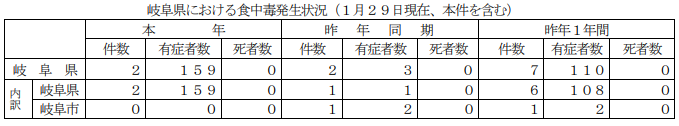 岐阜県における食中毒発生状況（１月２９日現在、本件を含む）
本　年 昨　年　同　期 昨年１年間
件数 有症者数 死者数 件数 有症者数 死者数 件数 有症者数 死者数
岐　阜　県 ２ １５９ ０ ２ ３ ０ ７ １１０ ０
内訳 岐阜県 ２ １５９ ０ １ １ ０ ６ １０８ ０
岐阜市 ０ ０ ０ １ ２ ０ １ ２ ０